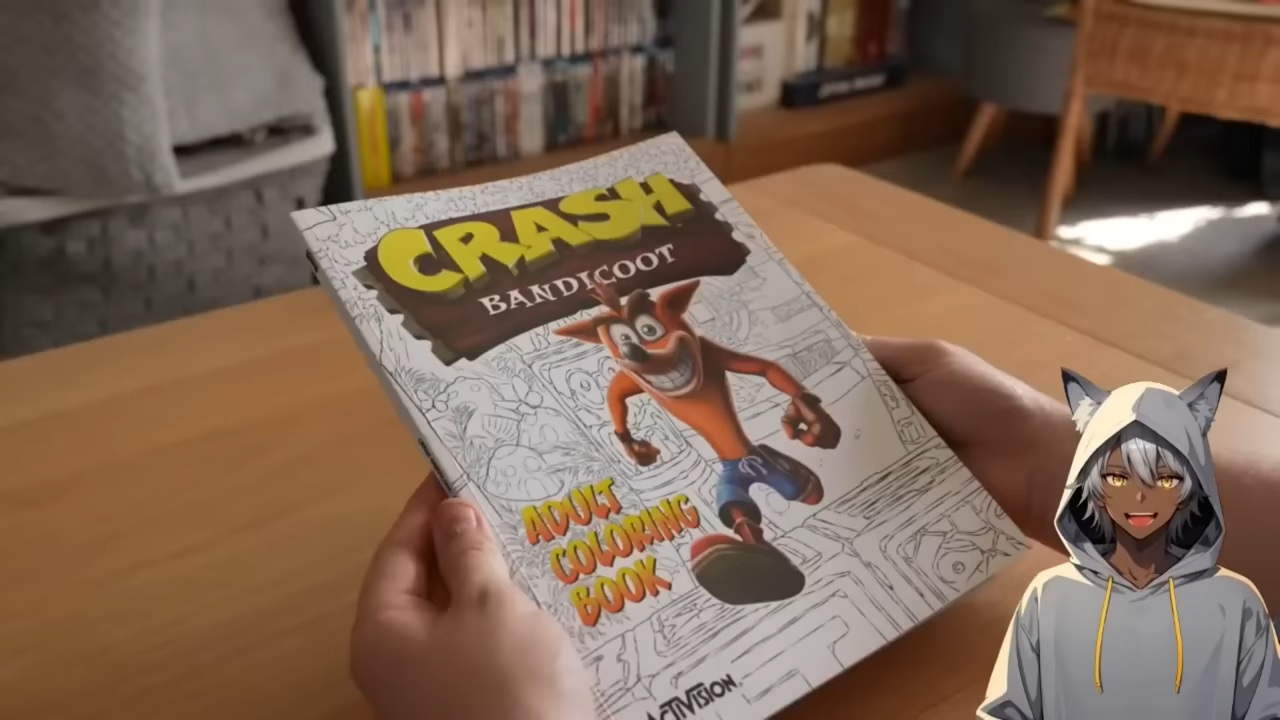 CRASH
BANDICOOT
ADULT
COLORING
BOOK
ACTIVISION